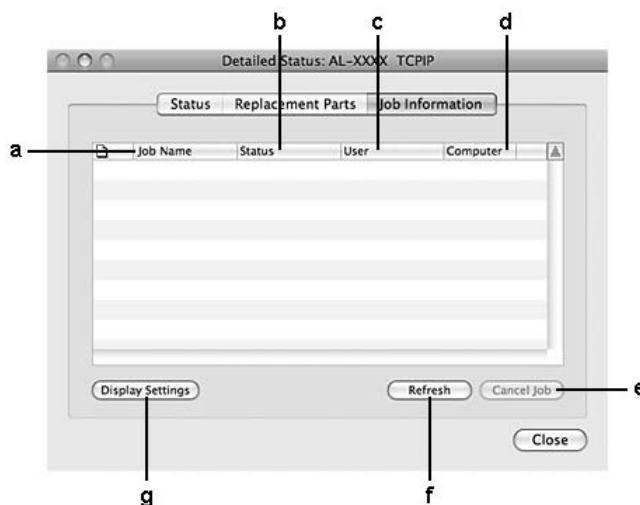 b c d
Detailed Status: AL-XXXX TCPIP
Status Replacement Parts Job Information
a Job Name Status User Computer
Display Settings Refresh Cancel Job e
Close
g f